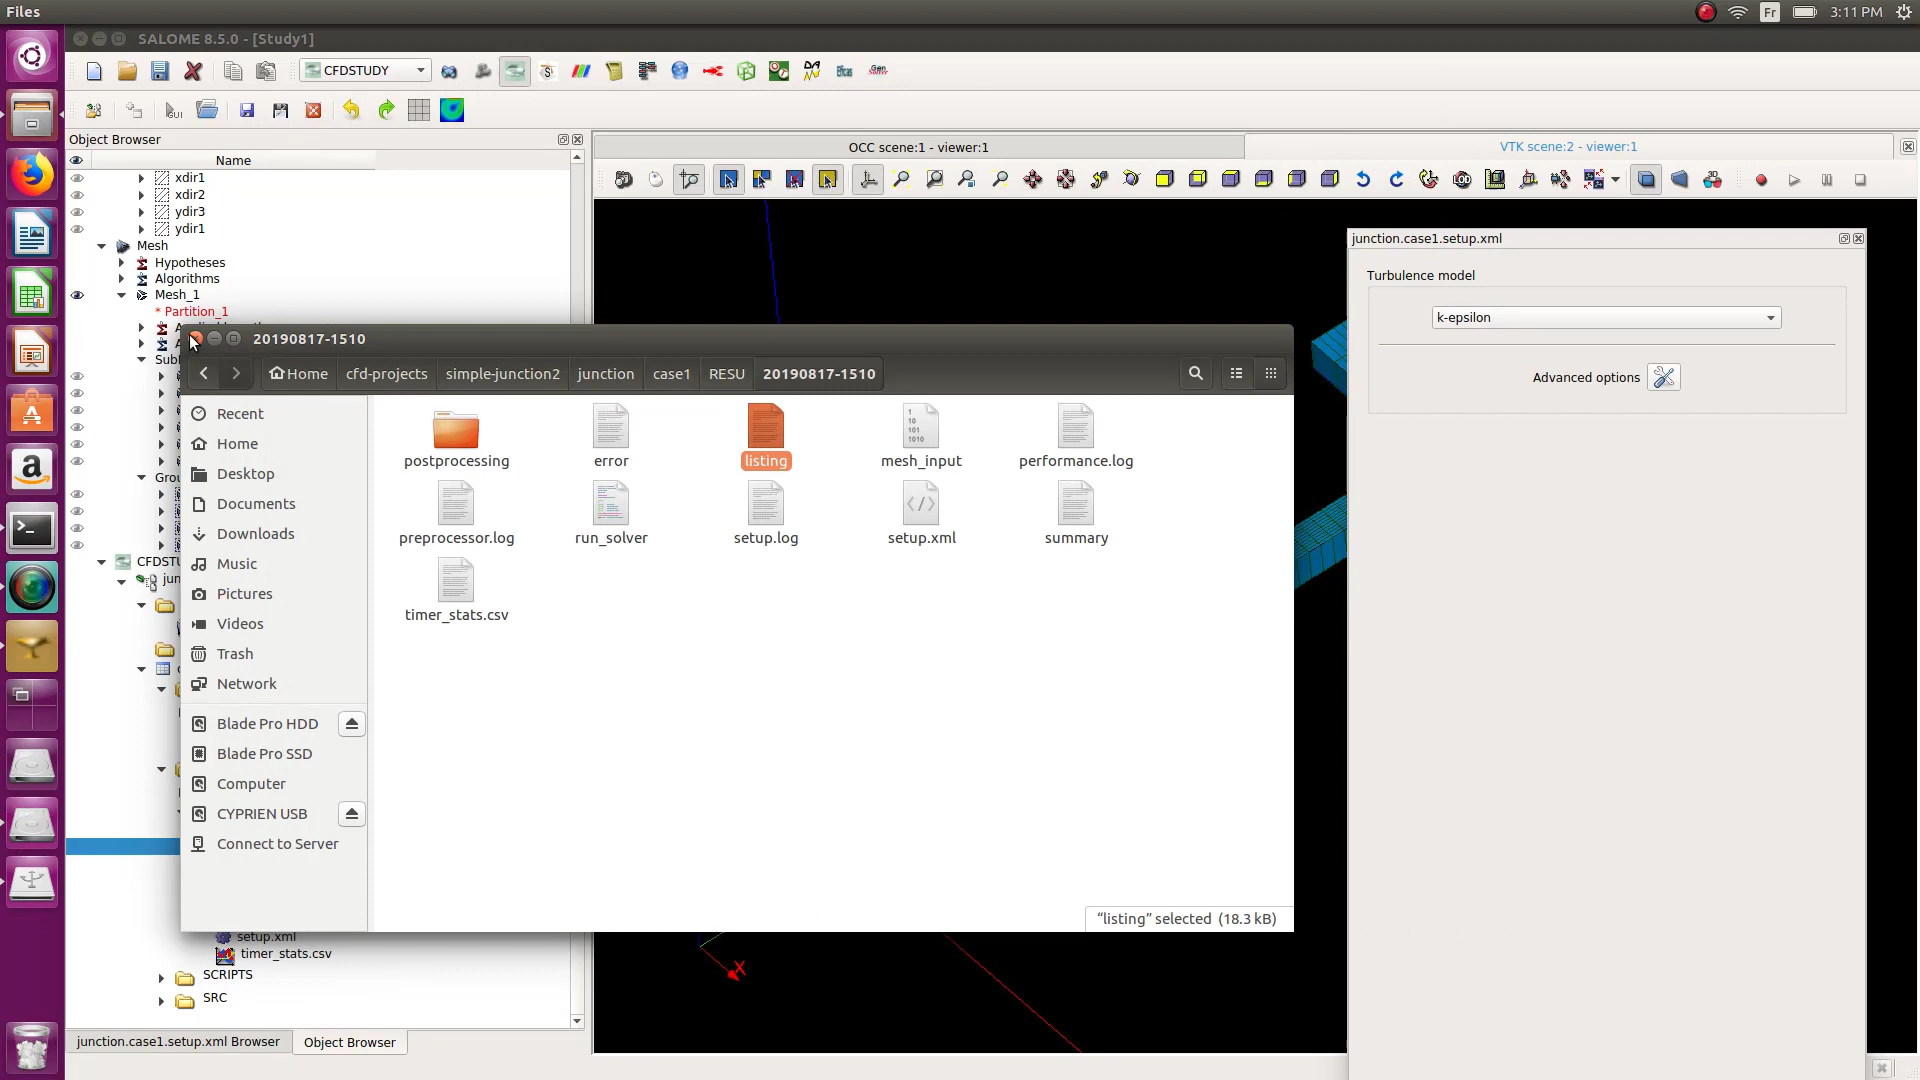 Files
Fr
3:11 PM
SALOME 8.5.0 - [Study1]
CFDSTUDY
GUI
Object Browser
Name
xdir1
xdir2
ydir3
ydir1
Mesh
Hypotheses
Algorithms
Mesh_1
* Partition_1
OCC scene:1 - viewer:1
VTK scene:2 - viewer:1
junction.case1.setup.xml
Turbulence model
k-epsilon
Advanced options
20190817-1510
Home
cfd-projects
simple-junction2
junction
case1
RESU
20190817-1510
Recent
Home
Desktop
Documents
Downloads
Music
Pictures
Videos
Trash
Network
Blade Pro HDD
Blade Pro SSD
Computer
CYPRIEN USB
Connect to Server
postprocessing
error
listing
mesh_input
performance.log
preprocessor.log
run_solver
setup.log
setup.xml
summary
timer_stats.csv
"listing" selected (18.3 kB)
setup.xml
timer_stats.csv
SCRIPTS
SRC
X
junction.case1.setup.xml Browser
Object Browser